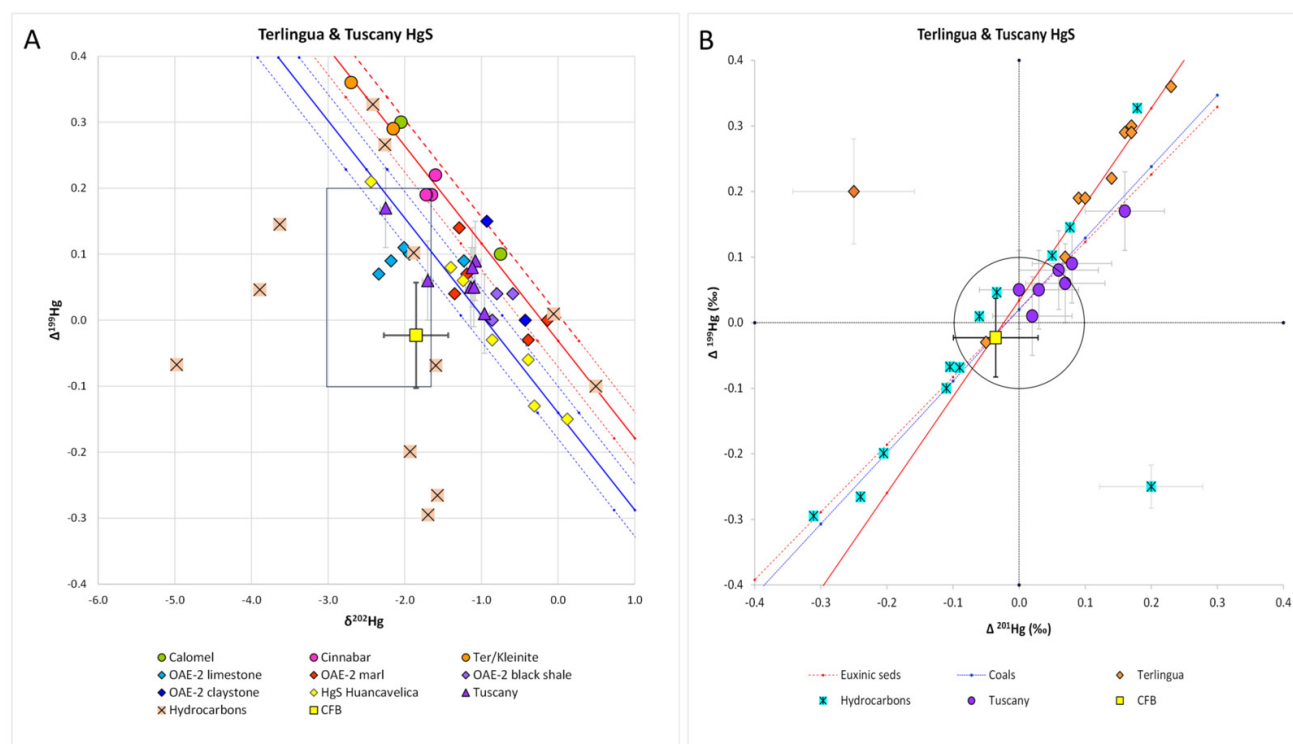 A
Terlingua & Tuscany HgS
0.4
0.3
0.2
0.1
0.0
-0.1
-0.2
-0.3
-0.4
Δ¹⁹⁹Hg
-6.0 -5.0 -4.0 -3.0 -2.0 -1.0 0.0 1.0
δ²⁰²Hg
Calomel Cinnabar Ter/Kleinite
OAE-2 limestone OAE-2 marl OAE-2 black shale
OAE-2 claystone HgS Huancavelica Tuscany
Hydrocarbons CFB
B
Terlingua & Tuscany HgS
0.4
0.3
0.2
0.1
0.0
-0.1
-0.2
-0.3
-0.4
Δ ¹⁹⁹Hg (‰)
-0.4 -0.3 -0.2 -0.1 0.0 0.1 0.2 0.3 0.4
Δ ²⁰¹Hg (‰)
Euxinic seds Coals Terlingua
Hydrocarbons Tuscany CFB